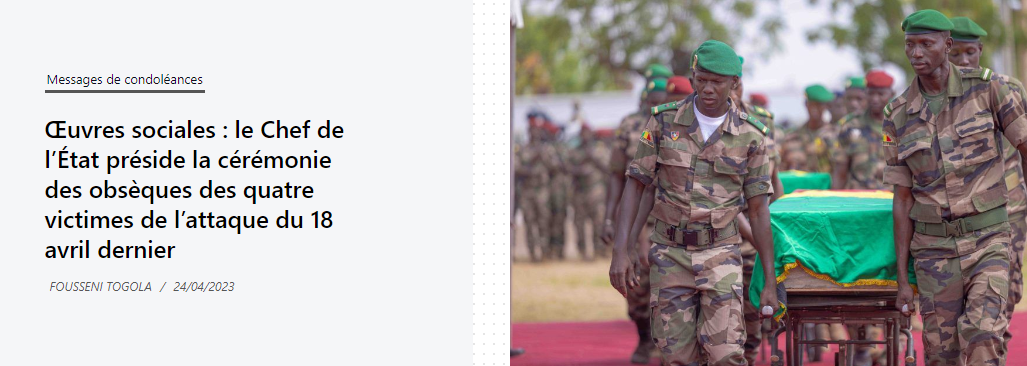 Messages de condoléances
Œuvres sociales : le Chef de
l’État préside la cérémonie
des obsèques des quatre
victimes de l’attaque du 18
avril dernier
FOUSSENI TOGOLA / 24/04/2023